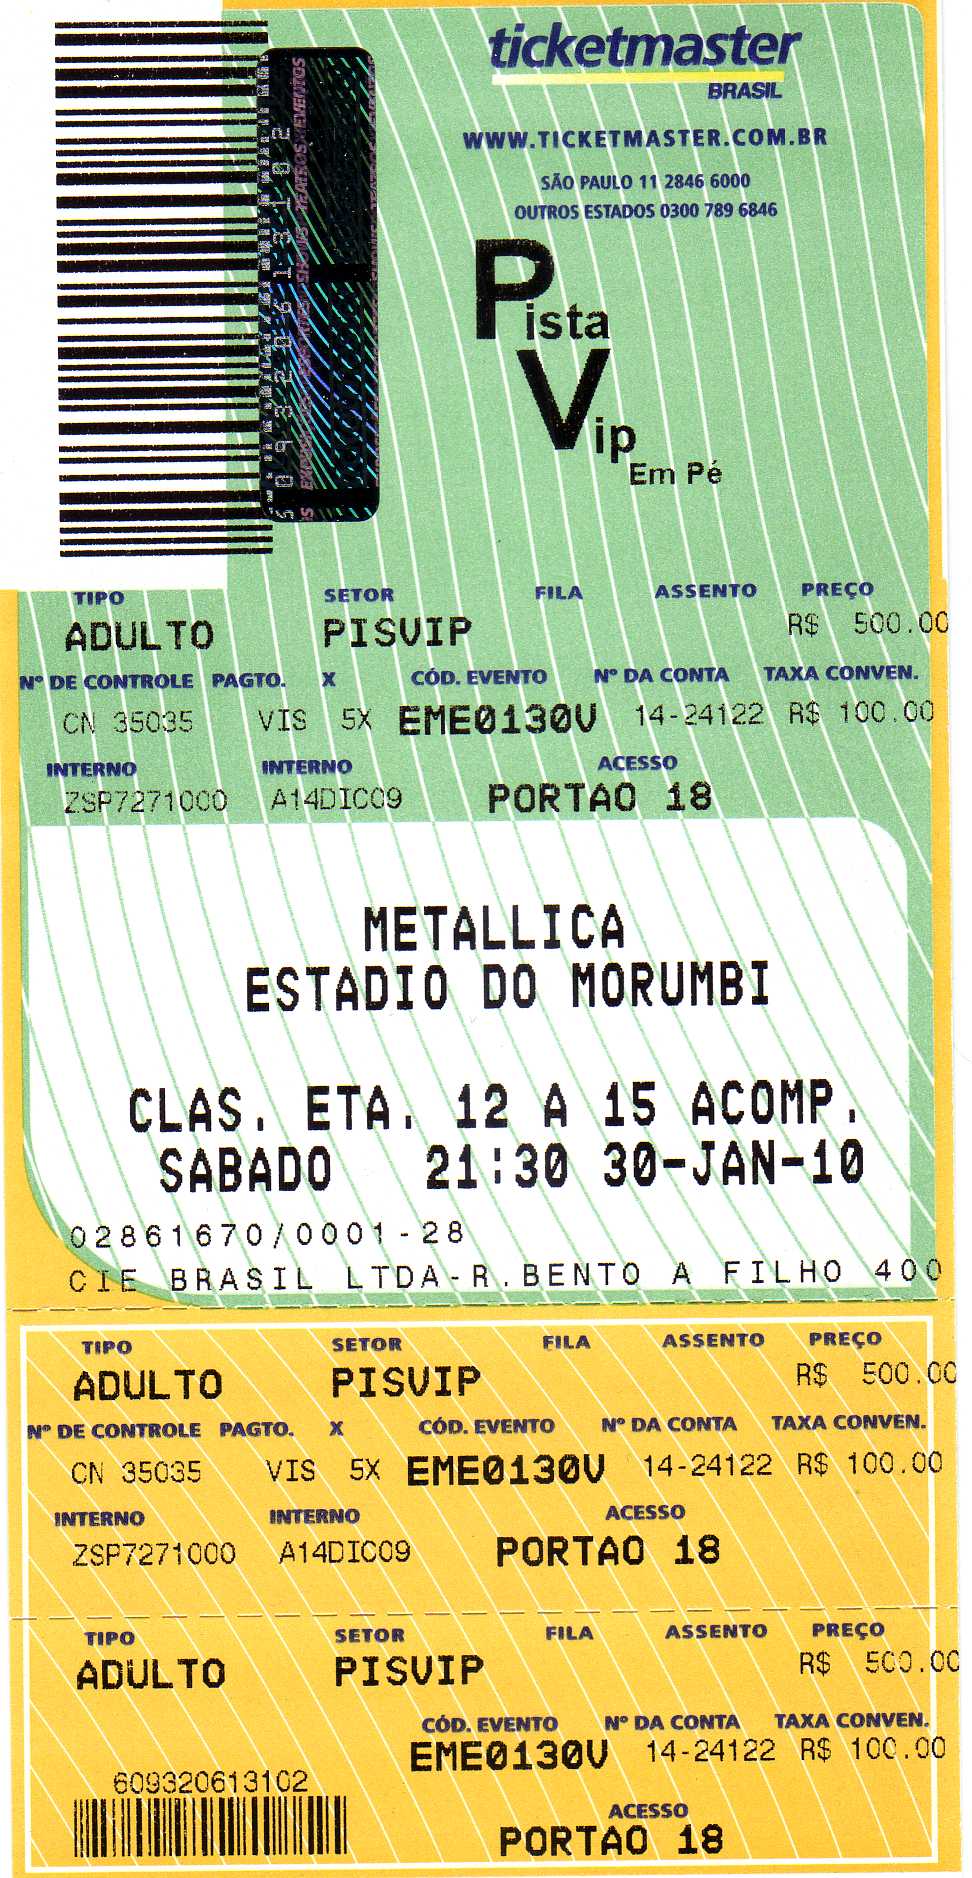 ticketmaster
BRASIL
WWW.TICKETMASTER.COM.BR
SÃO PAULO 11 2846 6000
OUTROS ESTADOS 0300 789 6846
Pista
Vip
Em Pé
TEATROS EVENTOS
TIPO SETOR FILA ASSENTO PREÇO
ADULTO PISVIP R$ 500.00
Nº DE CONTROLE PAGTO. X CÓD. EVENTO Nº DA CONTA TAXA CONVEN.
CN 35035 VIS 5X EME0130V 14-24122 R$ 100.00
INTERNO INTERNO ACESSO
ZSP7271000 A14DIC09 PORTAO 18
METALLICA
ESTADIO DO MORUMBI
CLAS. ETA. 12 A 15 ACOMP.
SABADO 21:30 30-JAN-10
02861670/0001-28
CIE BRASIL LTDA-R.BENTO A FILHO 400
TIPO SETOR FILA ASSENTO PREÇO
ADULTO PISVIP R$ 500.00
Nº DE CONTROLE PAGTO. X CÓD. EVENTO Nº DA CONTA TAXA CONVEN.
CN 35035 VIS 5X EME0130V 14-24122 R$ 100.00
INTERNO INTERNO ACESSO
ZSP7271000 A14DIC09 PORTAO 18
TIPO SETOR FILA ASSENTO PREÇO
ADULTO PISVIP R$ 500.00
CÓD. EVENTO Nº DA CONTA TAXA CONVEN.
EME0130V 14-24122 R$ 100.00
609320613102
ACESSO
PORTAO 18